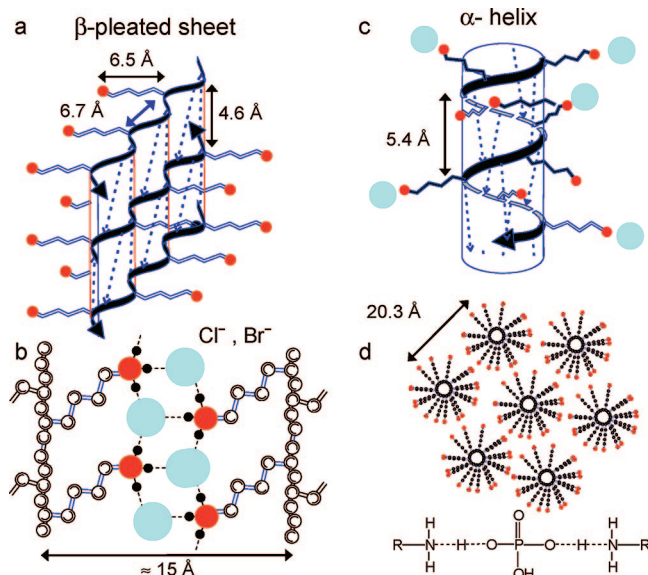 a
β-pleated sheet
6.5 Å
6.7 Å
4.6 Å
b
Cl⁻ , Br⁻
≈ 15 Å
c
α- helix
5.4 Å
20.3 Å
d
H H
O
R-N---H---O-P-O---H---N-R
H OH H